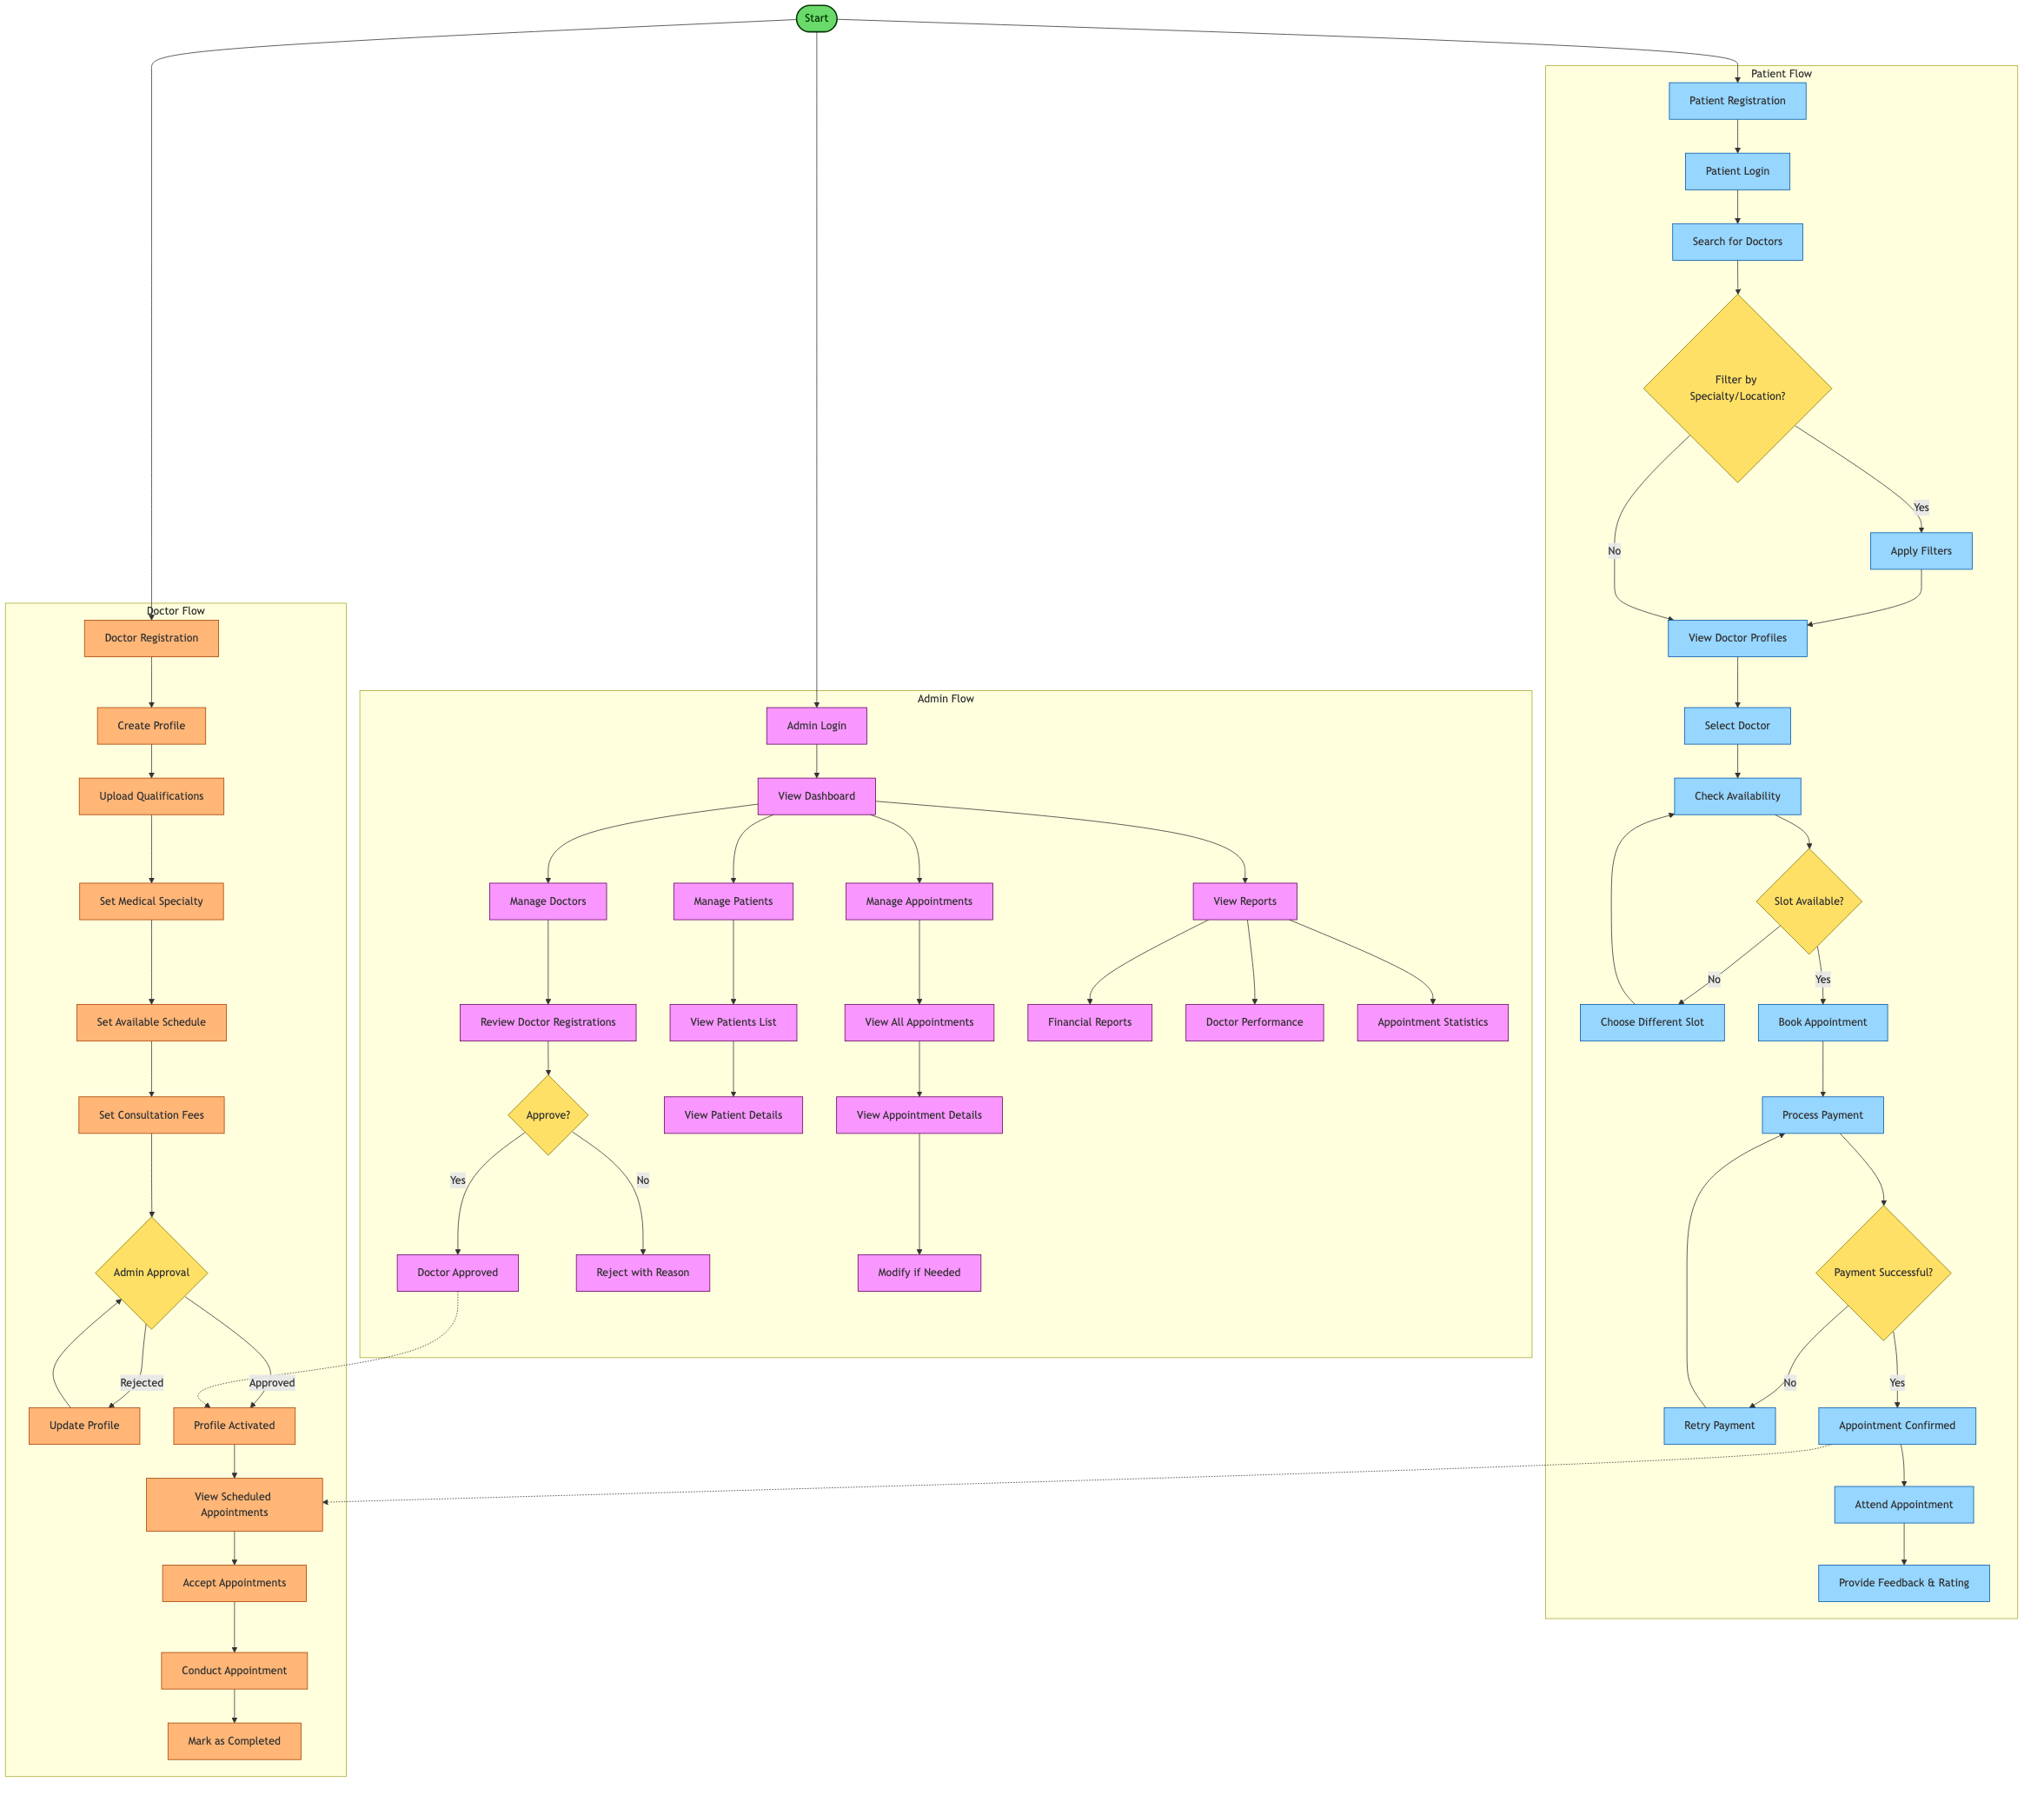 Start
Patient Flow
Patient Registration
Patient Login
Search for Doctors
Filter by
Specialty/Location?
Yes
No
Apply Filters
View Doctor Profiles
Select Doctor
Check Availability
Slot Available?
No
Yes
Choose Different Slot
Book Appointment
Process Payment
Payment Successful?
No
Yes
Retry Payment
Appointment Confirmed
Attend Appointment
Provide Feedback & Rating
Doctor Flow
Doctor Registration
Create Profile
Upload Qualifications
Set Medical Specialty
Set Available Schedule
Set Consultation Fees
Admin Approval
Rejected
Approved
Update Profile
Profile Activated
View Scheduled
Appointments
Accept Appointments
Conduct Appointment
Mark as Completed
Admin Flow
Admin Login
View Dashboard
Manage Doctors
Manage Patients
Manage Appointments
View Reports
Review Doctor Registrations
View Patients List
View All Appointments
Financial Reports
Doctor Performance
Appointment Statistics
Approve?
View Patient Details
View Appointment Details
Yes
No
Doctor Approved
Reject with Reason
Modify if Needed